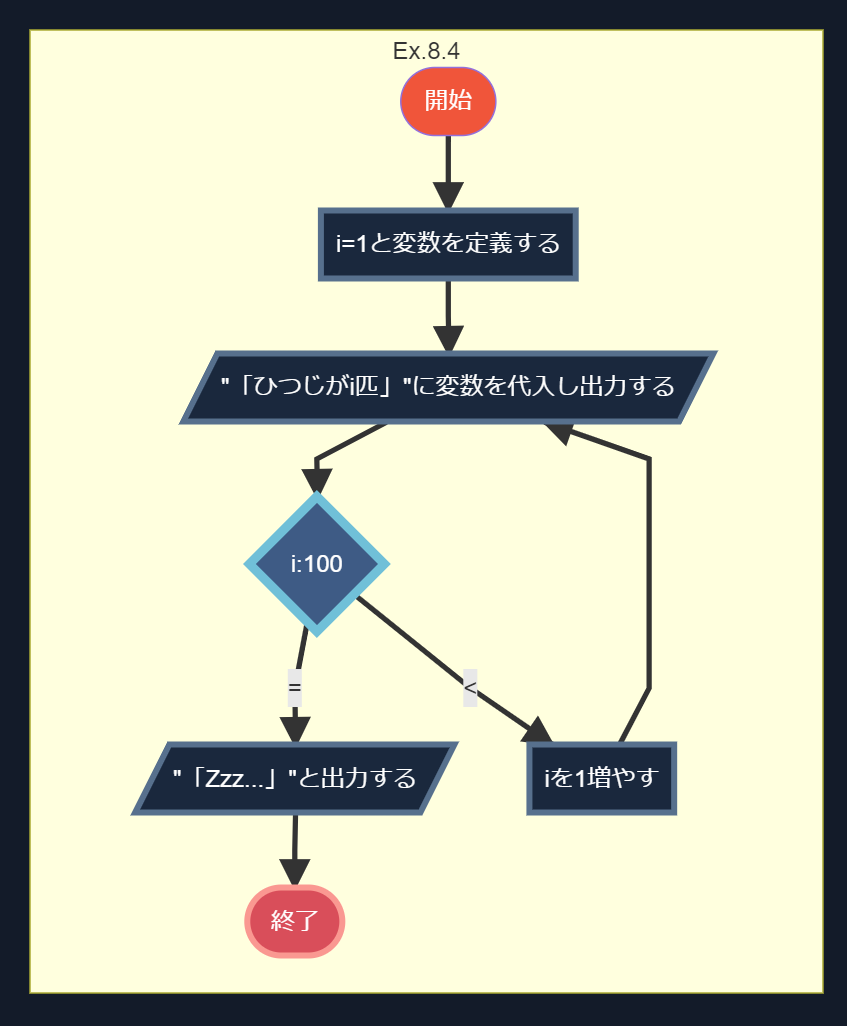 Ex.8.4
開始
i=1と変数を定義する
"「ひつじがi匹」"に変数を代入し出力する
i:100
=
<
"「Zzz...」"と出力する
iを1増やす
終了